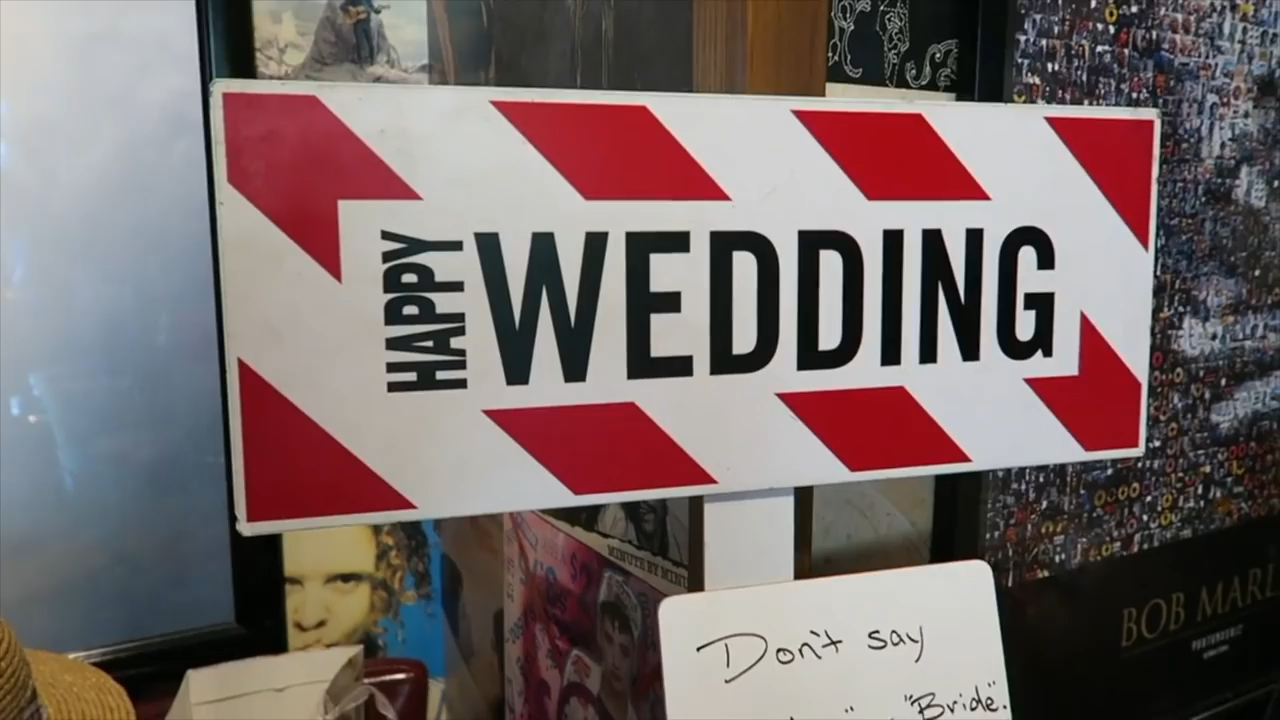 HAPPY WEDDING
MINUTE BY MINU
BOB MARL
Don't say
"Bride".